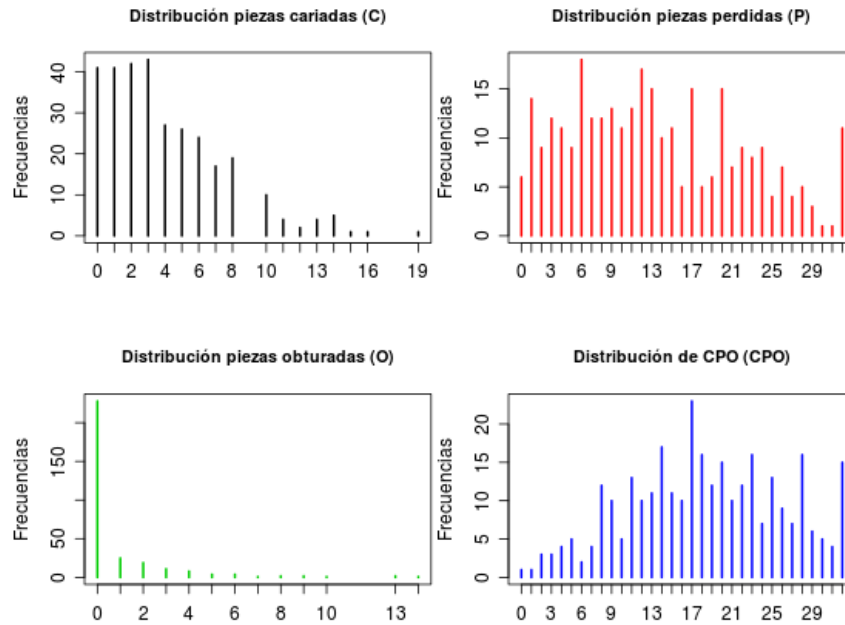 Distribución piezas cariadas (C)
Frecuencias
0 10 20 30 40
0 2 4 6 8 10 13 16 19
Distribución piezas perdidas (P)
Frecuencias
0 5 10 15
0 3 6 9 13 17 21 25 29
Distribución piezas obturadas (O)
Frecuencias
0 50 150
0 2 4 6 8 10 13
Distribución de CPO (CPO)
Frecuencias
0 5 10 15 20
0 3 6 9 13 17 21 25 29